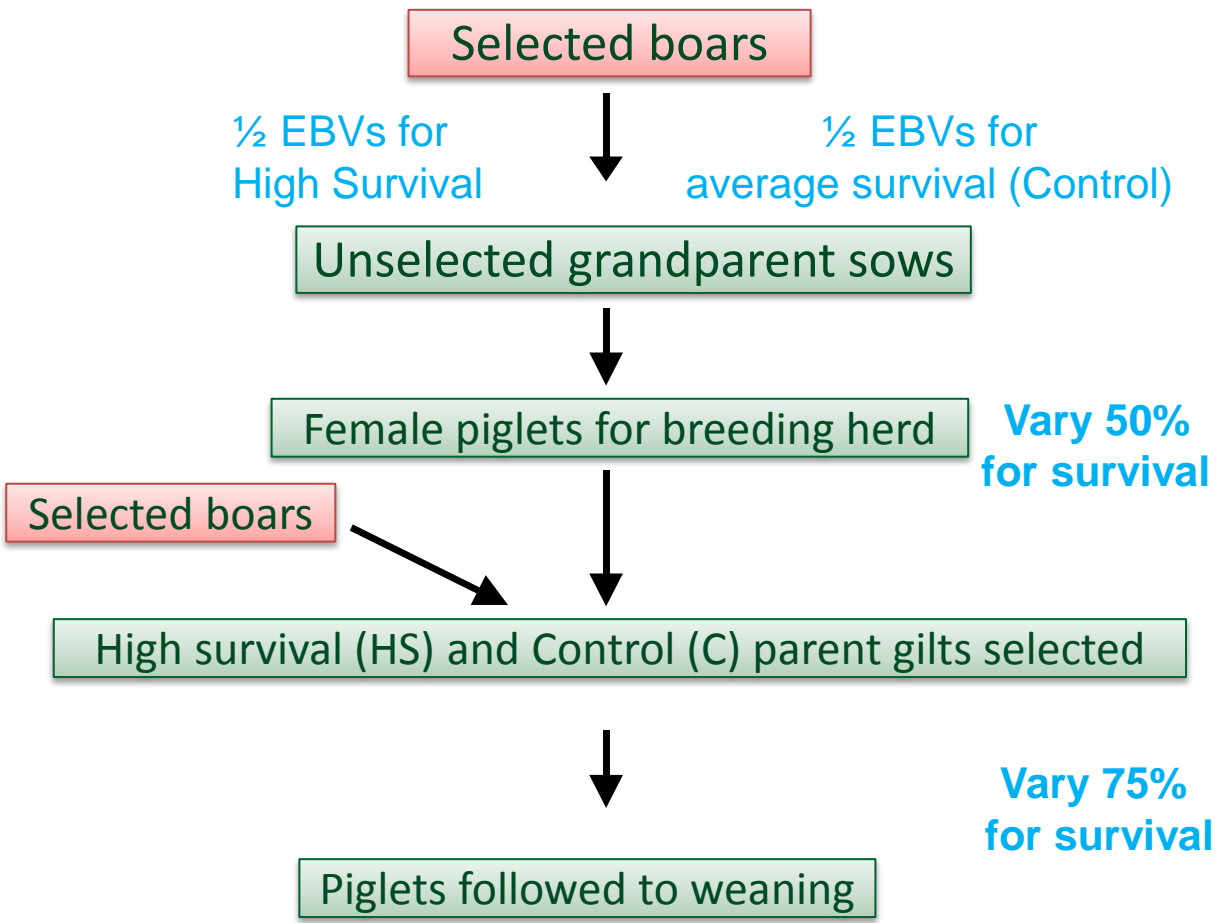 Selected boars
½ EBVs for
High Survival
½ EBVs for
average survival (Control)
Unselected grandparent sows
Female piglets for breeding herd
Vary 50%
for survival
Selected boars
High survival (HS) and Control (C) parent gilts selected
Vary 75%
for survival
Piglets followed to weaning